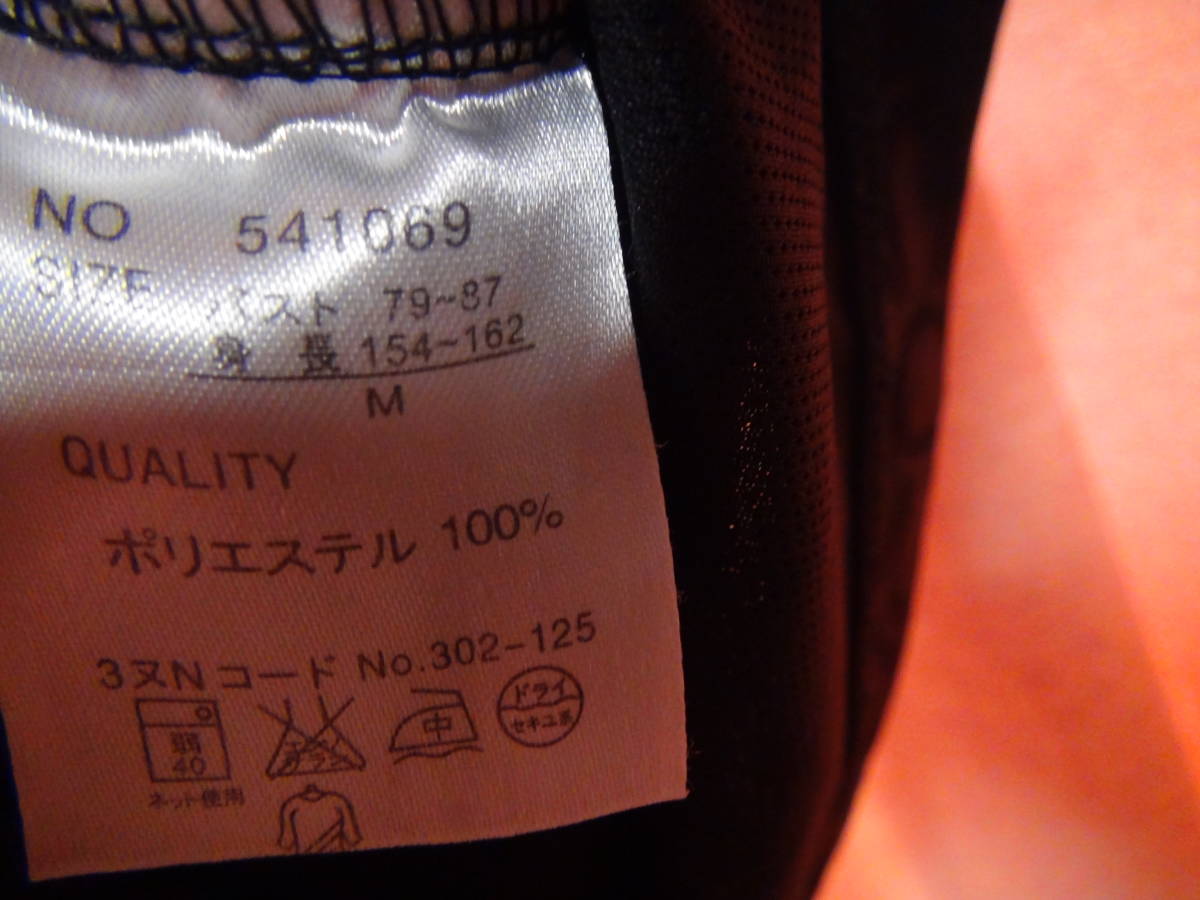 NO 541069
SIZE バスト 79~87
身長 154~162
M
QUALITY
ポリエステル 100%
3ヌN コード No.302-125
弱 40
中
ドライ
セキユ系
ネット使用